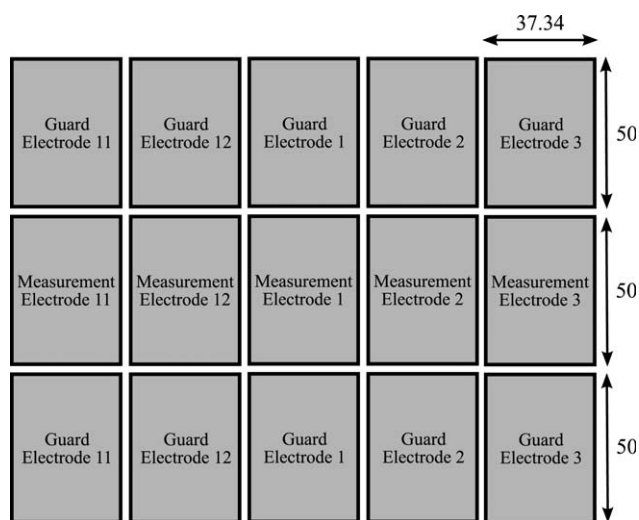 37.34
Guard
Electrode 11
Guard
Electrode 12
Guard
Electrode 1
Guard
Electrode 2
Guard
Electrode 3
50
Measurement
Electrode 11
Measurement
Electrode 12
Measurement
Electrode 1
Measurement
Electrode 2
Measurement
Electrode 3
50
Guard
Electrode 11
Guard
Electrode 12
Guard
Electrode 1
Guard
Electrode 2
Guard
Electrode 3
50